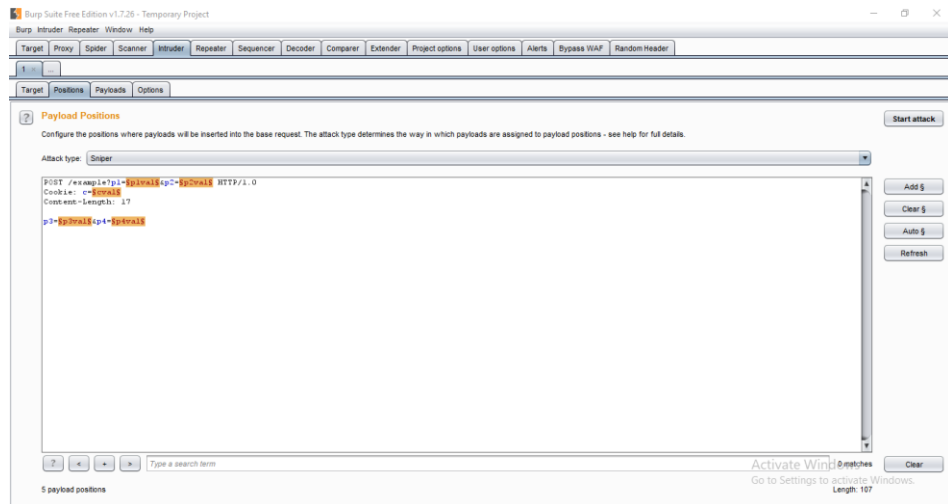 Burp Suite Free Edition v1.7.26 - Temporary Project
Burp Intruder Repeater Window Help
Target Proxy Spider Scanner Intruder Repeater Sequencer Decoder Comparer Extender Project options User options Alerts Bypass WAF Random Header
1 × ...
Target Positions Payloads Options
? Payload Positions
Start attack
Configure the positions where payloads will be inserted into the base request. The attack type determines the way in which payloads are assigned to payload positions - see help for full details.
Attack type: Sniper
POST /example?p1=§p1val§&p2=§p2val§ HTTP/1.0
Cookie: c=§cval§
Content-Length: 17
p3=§p3val§&p4=§p4val§
Add §
Clear §
Auto §
Refresh
? < + > Type a search term
0 matches
Clear
Activate Windows
Go to Settings to activate Windows.
5 payload positions
Length: 107